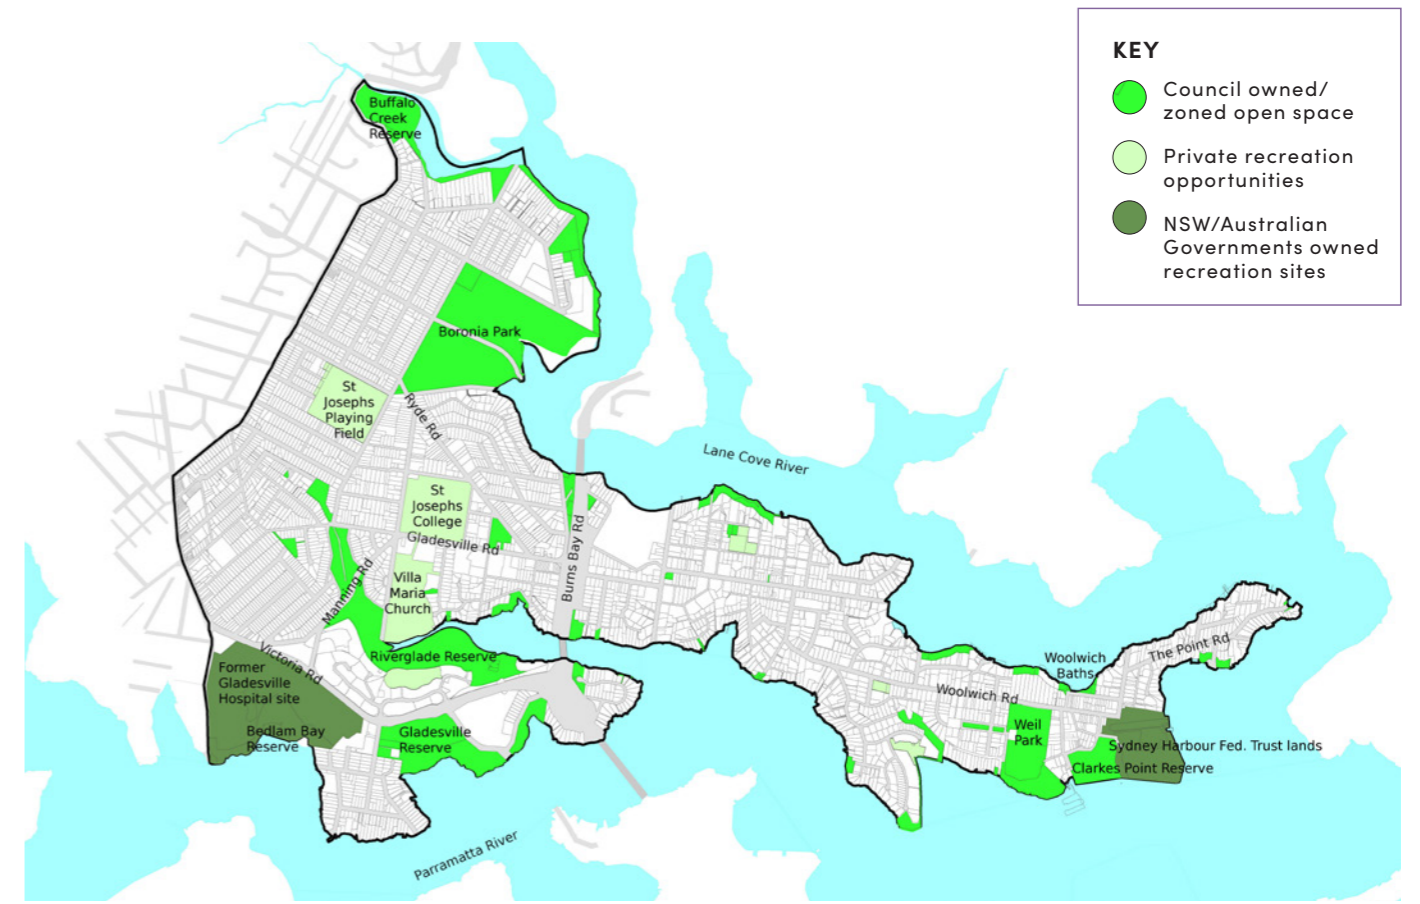 KEY
Council owned/
zoned open space
Private recreation
opportunities
NSW/Australian
Governments owned
recreation sites
Buffalo
Creek
Reserve
Boronia Park
St
Josephs
Playing
Field
Ryde Rd
Lane Cove River
St
Josephs
College
Gladesville Rd
Burns Bay Rd
Villa
Maria
Church
Manning Rd
Victoria Rd
Riverglade Reserve
Former
Gladesville
Hospital site
Bedlam Bay
Reserve
Gladesville
Reserve
Parramatta River
Woolwich
Baths
The Point Rd
Woolwich Rd
Weil
Park
Sydney Harbour Fed. Trust lands
Clarkes Point Reserve